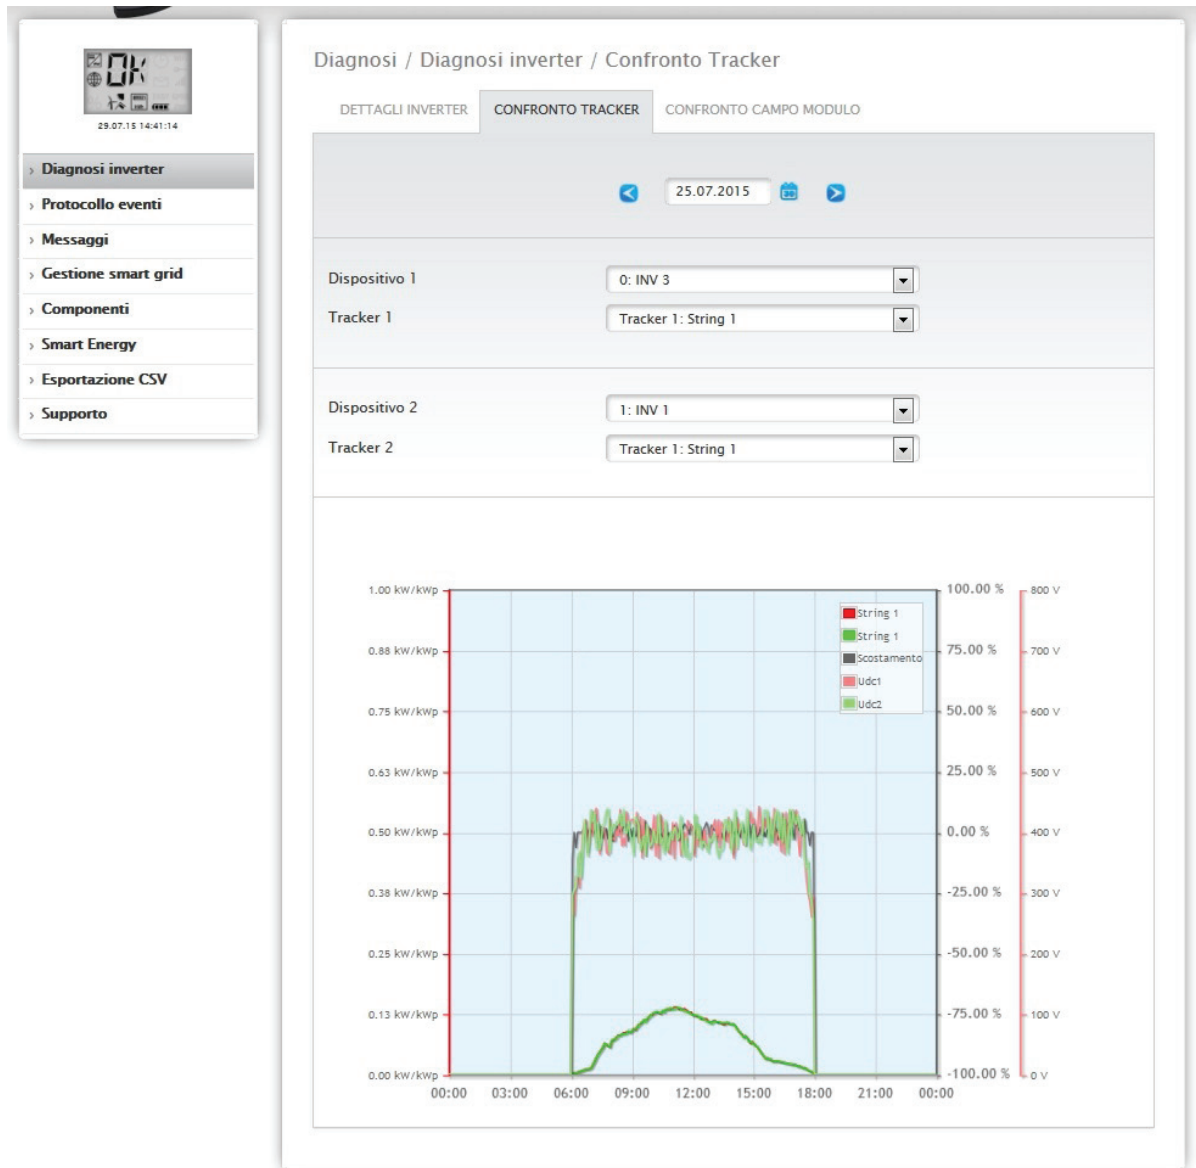 OK
29.07.15 14:41:14
› Diagnosi inverter
› Protocollo eventi
› Messaggi
› Gestione smart grid
› Componenti
› Smart Energy
› Esportazione CSV
› Supporto
Diagnosi / Diagnosi inverter / Confronto Tracker
DETTAGLI INVERTER CONFRONTO TRACKER CONFRONTO CAMPO MODULO
25.07.2015
Dispositivo 1 0: INV 3
Tracker 1 Tracker 1: String 1
Dispositivo 2 1: INV 1
Tracker 2 Tracker 1: String 1
1.00 kW/kWp 100.00 % 800 V
String 1
String 1
0.88 kW/kWp 75.00 % 700 V
Scostamento
Udc1
Udc2
0.75 kW/kWp 50.00 % 600 V
0.63 kW/kWp 25.00 % 500 V
0.50 kW/kWp 0.00 % 400 V
0.38 kW/kWp -25.00 % 300 V
0.25 kW/kWp -50.00 % 200 V
0.13 kW/kWp -75.00 % 100 V
0.00 kW/kWp -100.00 % 0 V
00:00 03:00 06:00 09:00 12:00 15:00 18:00 21:00 00:00